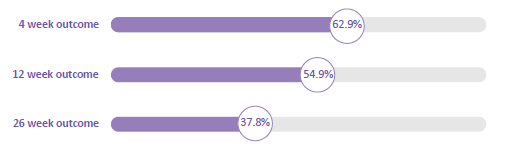 4 week outcome 62.9%
12 week outcome 54.9%
26 week outcome 37.8%